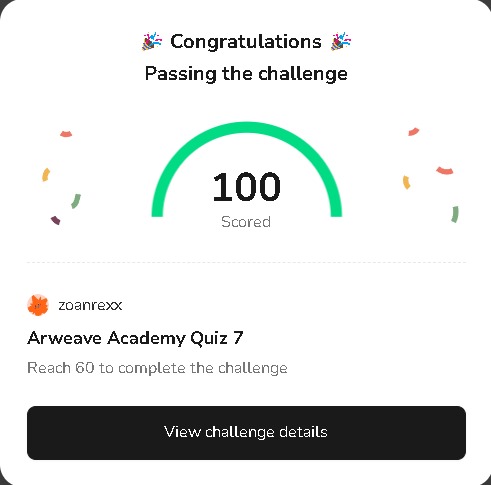 🎉 Congratulations 🎉
Passing the challenge
100
Scored
zoanrexx
Arweave Academy Quiz 7
Reach 60 to complete the challenge
View challenge details